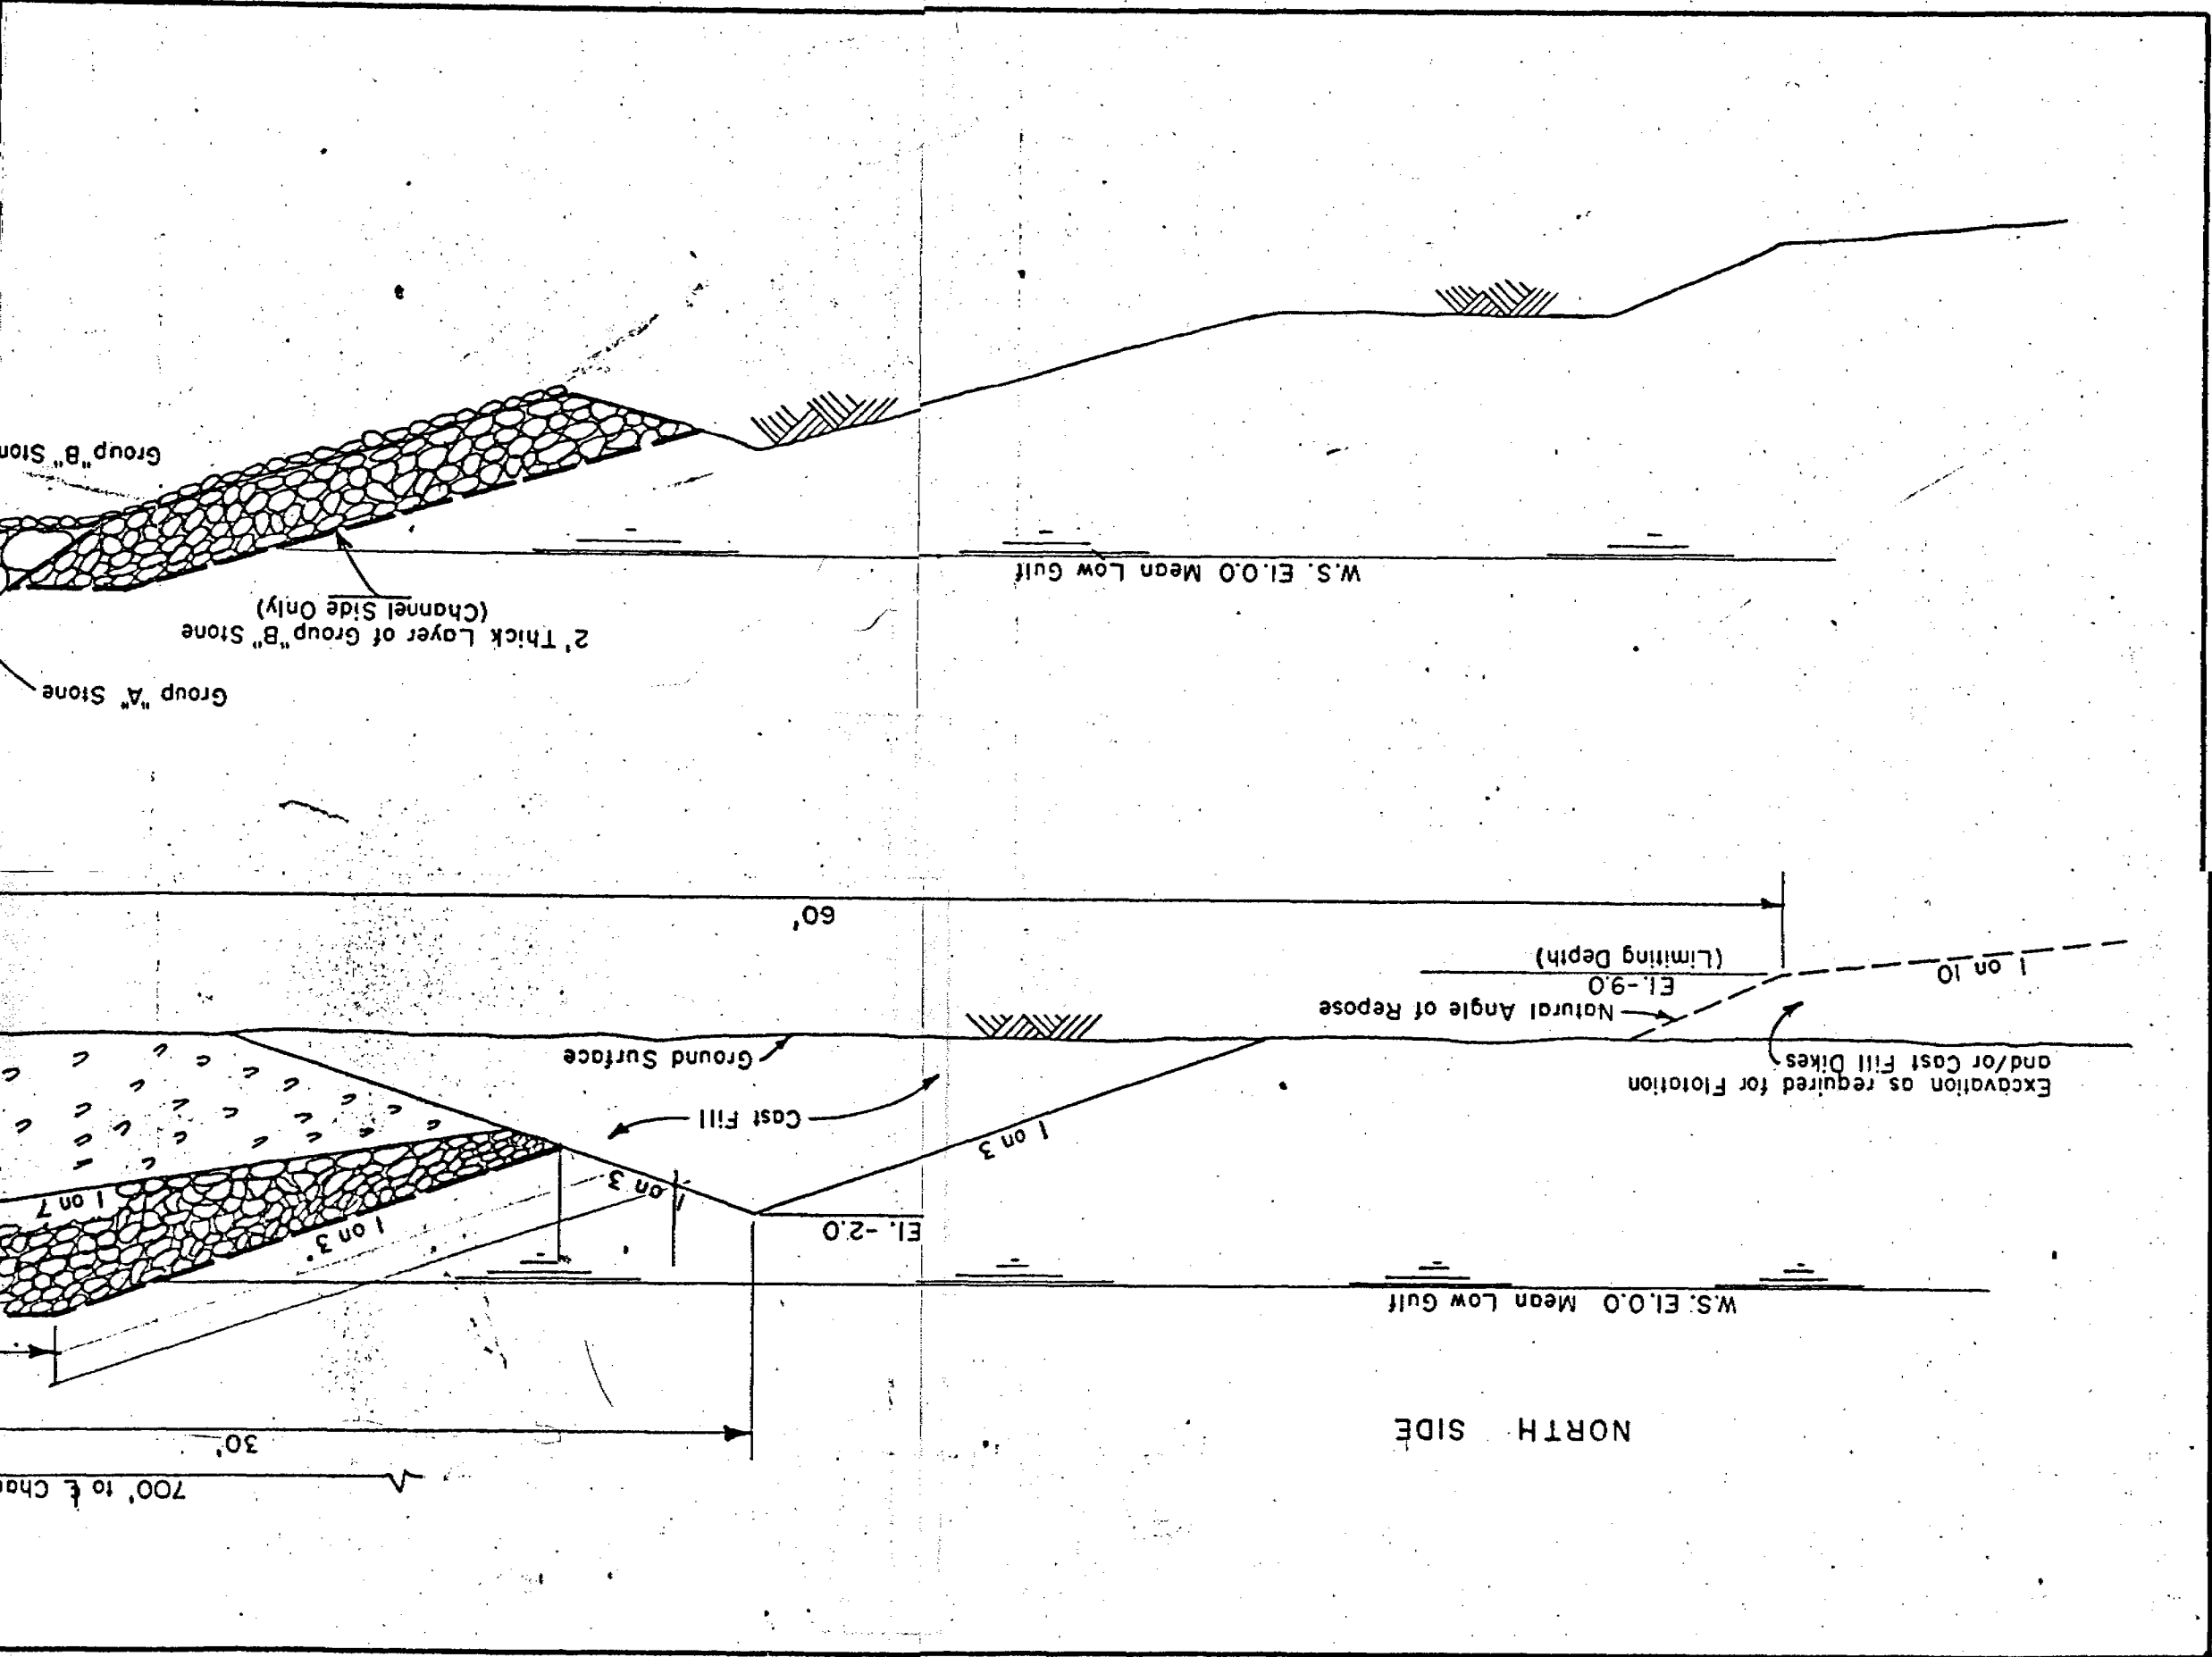 NORTH SIDE
700' to ℄
30'
W.S. El. 0.0 Mean Low Gulf
El. -2.0
1 on 3
1 on 3
1 on 3
1 on 7
Cast Fill
Excavation as required for Flotation
and/or Cast Fill Dikes
Ground Surface
Natural Angle of Repose
El. -9.0
(Limiting Depth)
1 on 10
60'
Group "A" Stone
2' Thick Layer of Group "B" Stone
(Channel Side Only)
W.S. El. 0.0 Mean Low Gulf
Group "B"